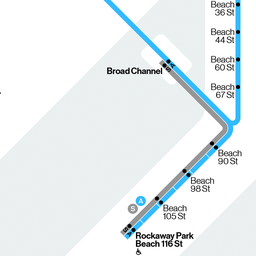 Beach
36 St
Beach
44 St
Beach
60 St
Beach
67 St
Broad Channel
S A
Beach
90 St
Beach
98 St
Beach
105 St
S A
S A
Rockaway Park
Beach 116 St